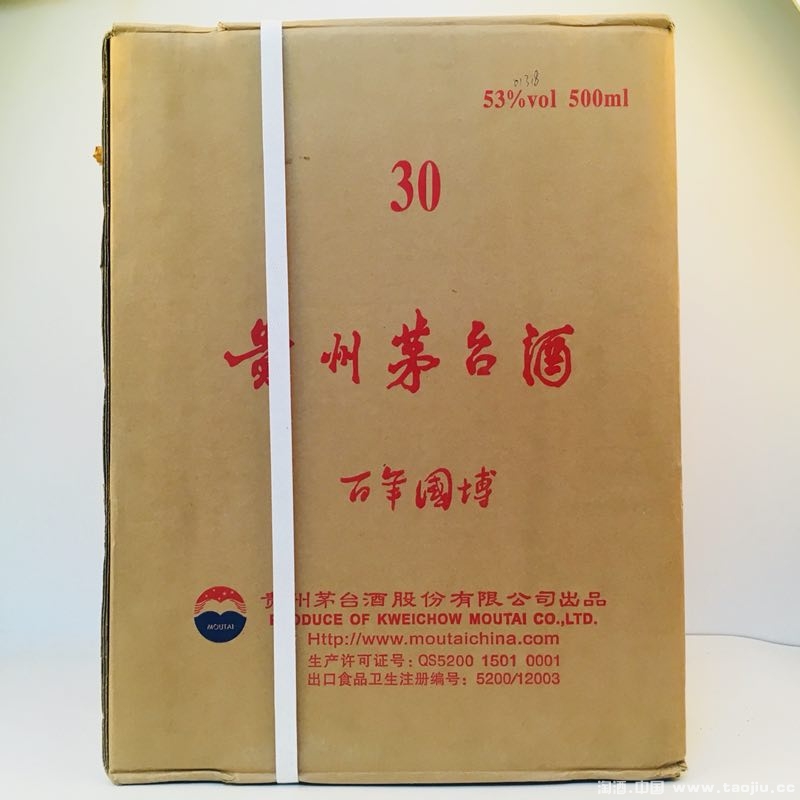 01318
53%vol 500ml
30
贵州茅台酒
百年國博
MOUTAI
贵州茅台酒股份有限公司出品
PRODUCE OF KWEICHOW MOUTAI CO.,LTD.
Http://www.moutaichina.com
生产许可证号：QS5200 1501 0001
出口食品卫生注册编号：5200/12003
淘酒.中国 www.taojiu.cc